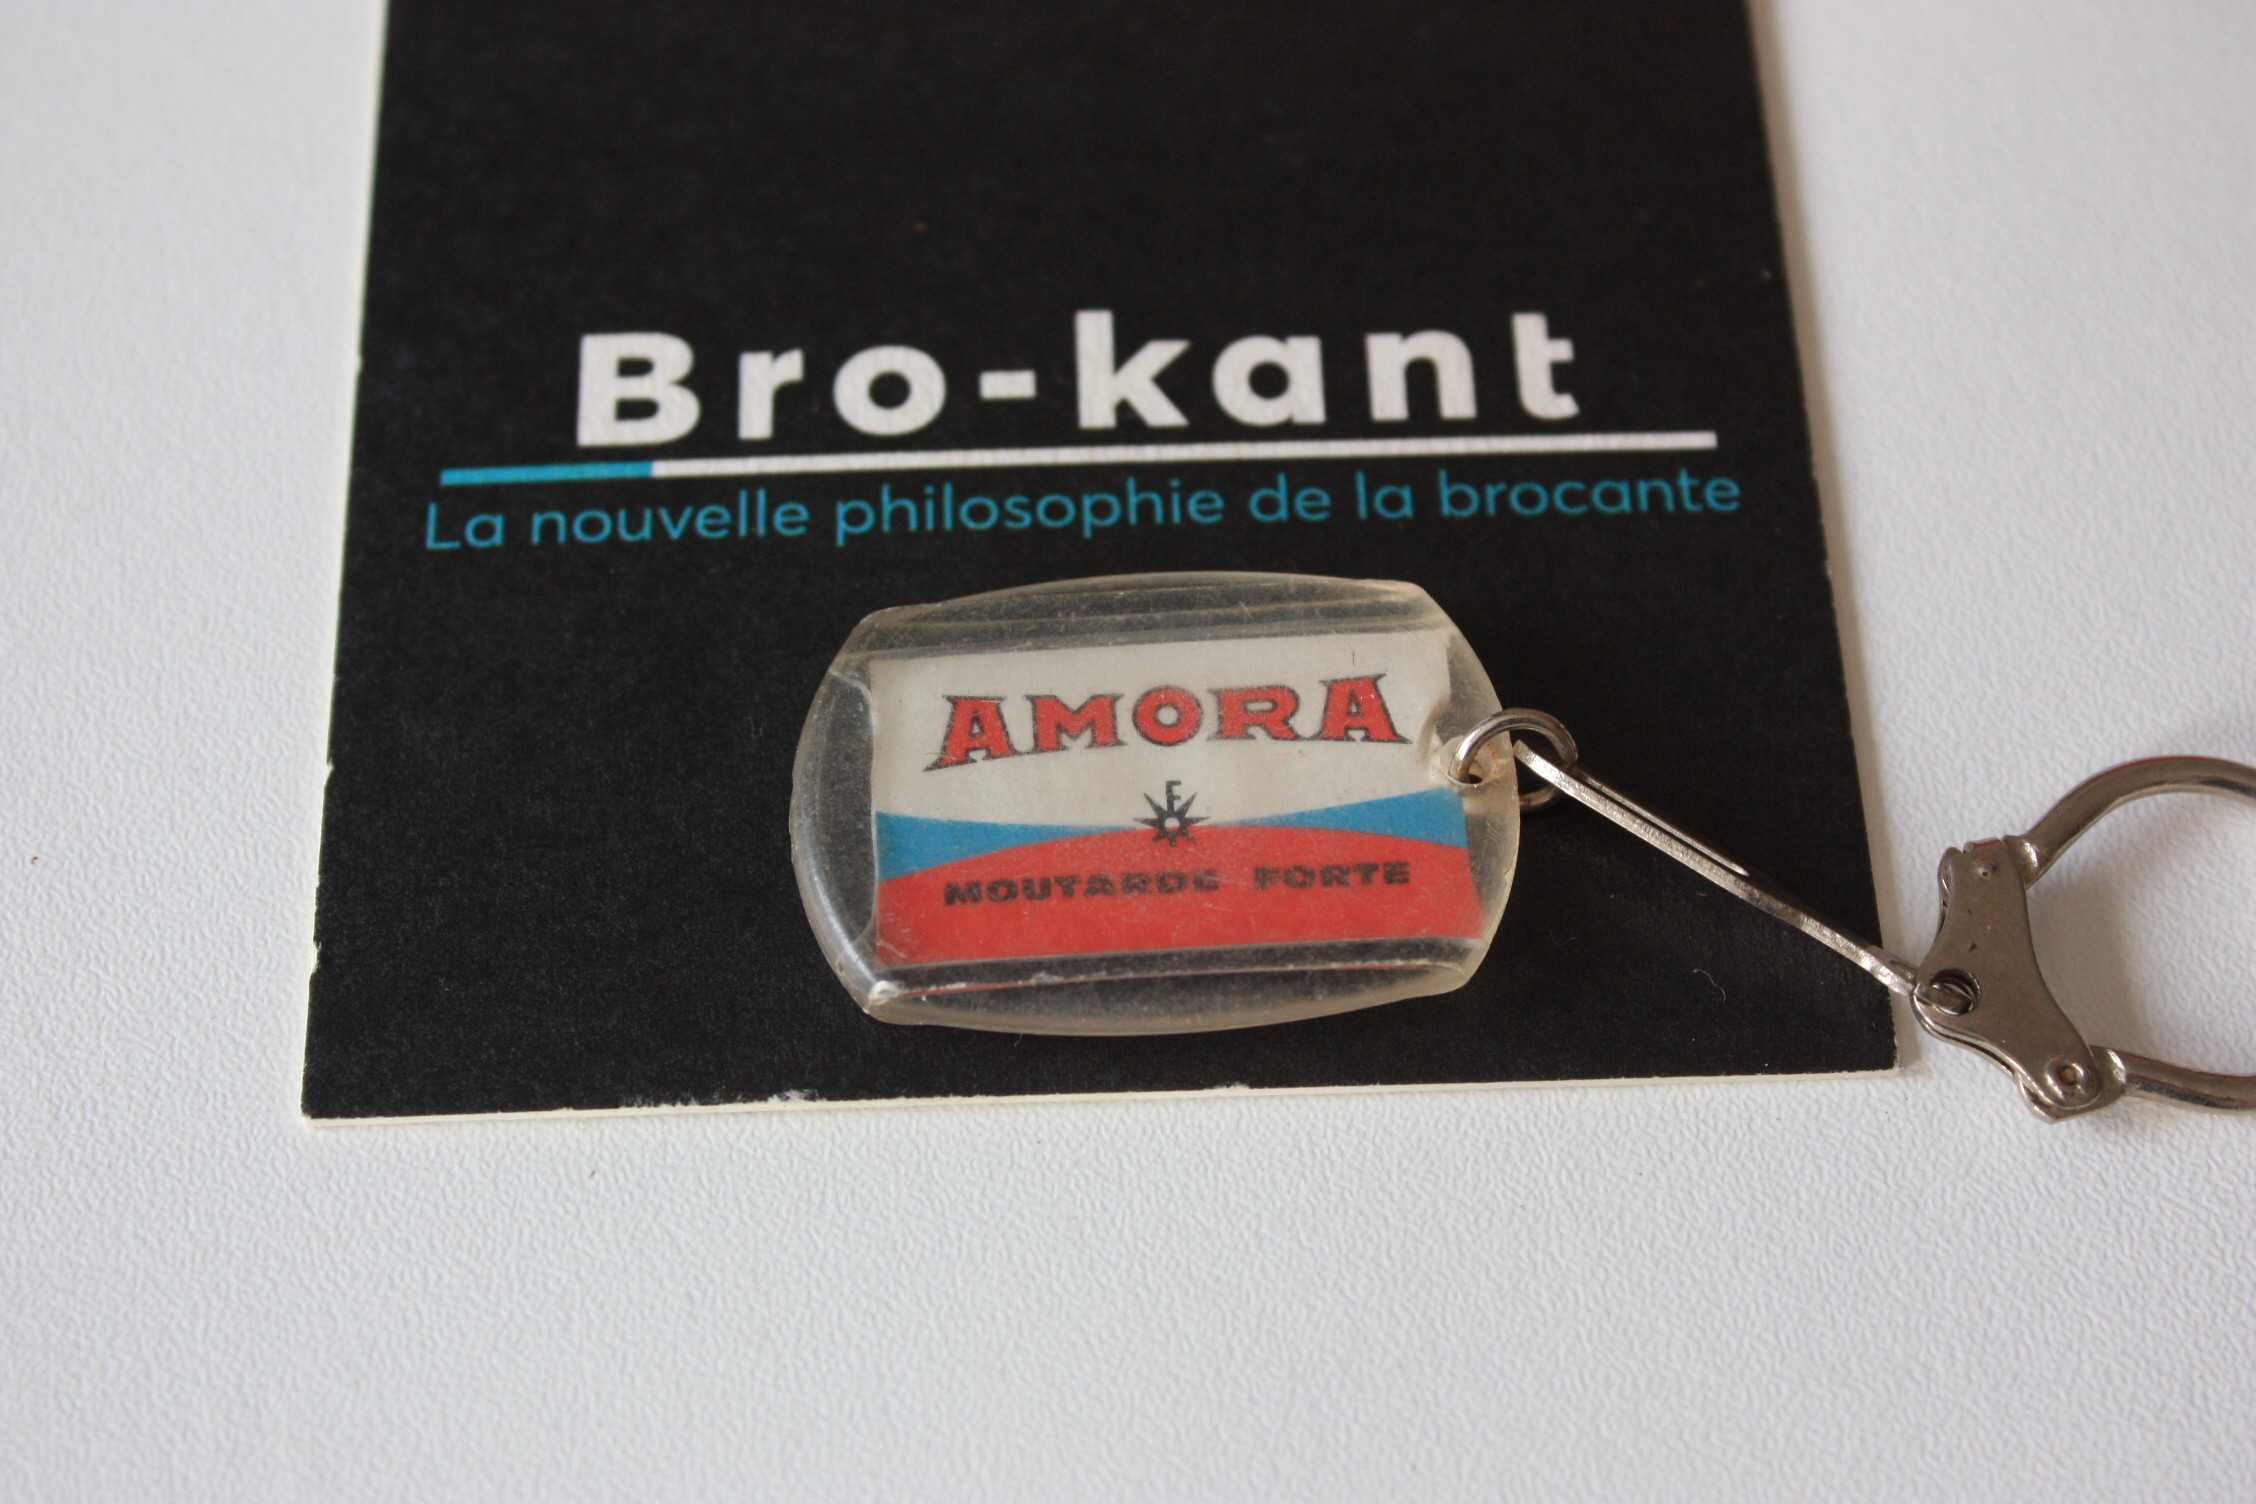 Bro-kant
La nouvelle philosophie de la brocante
AMORA
MOUTARDE FORTE